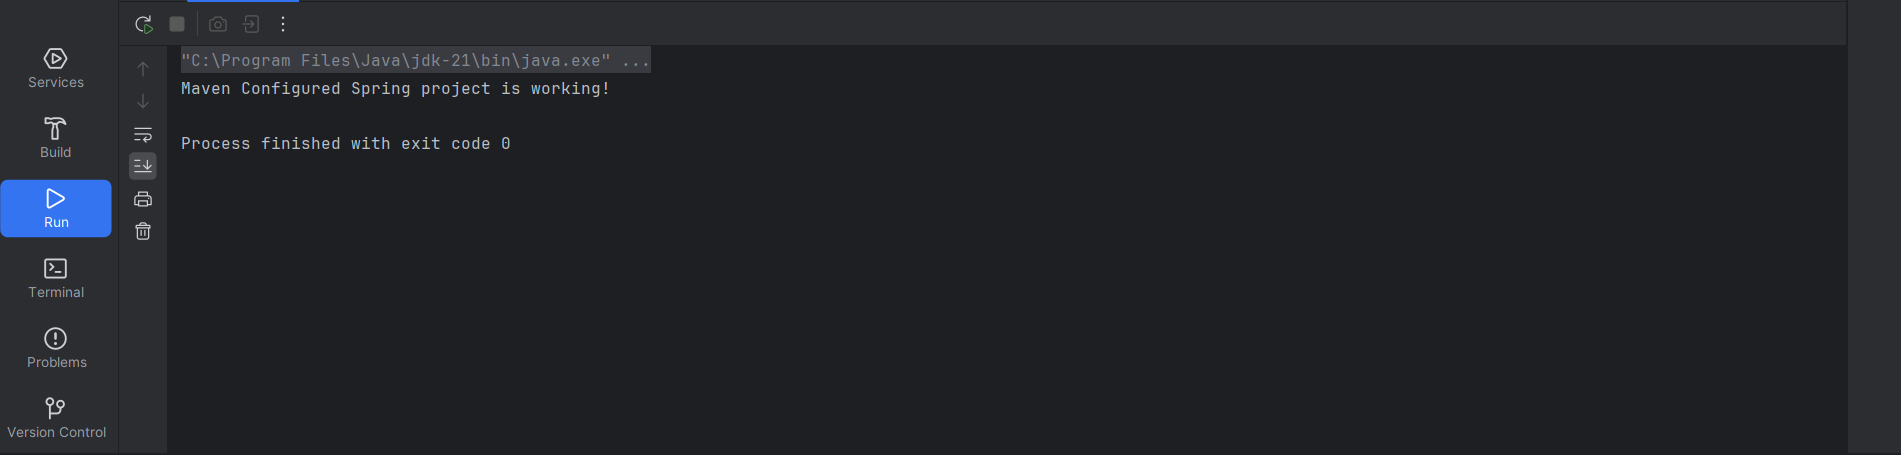 Services
Build
Run
Terminal
Problems
Version Control
"C:\Program Files\Java\jdk-21\bin\java.exe" ...
Maven Configured Spring project is working!
Process finished with exit code 0